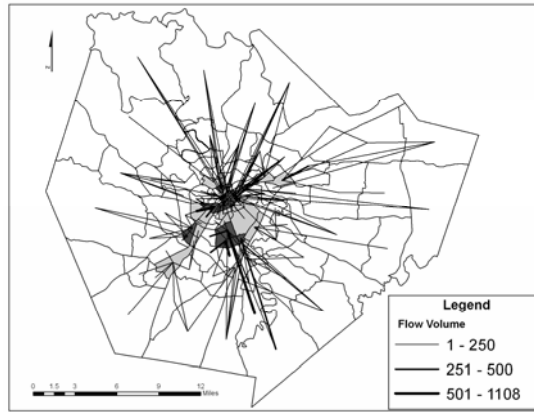 Legend
Flow Volume
1 - 250
251 - 500
501 - 1108
0 1.5 3 6 9 12
Miles